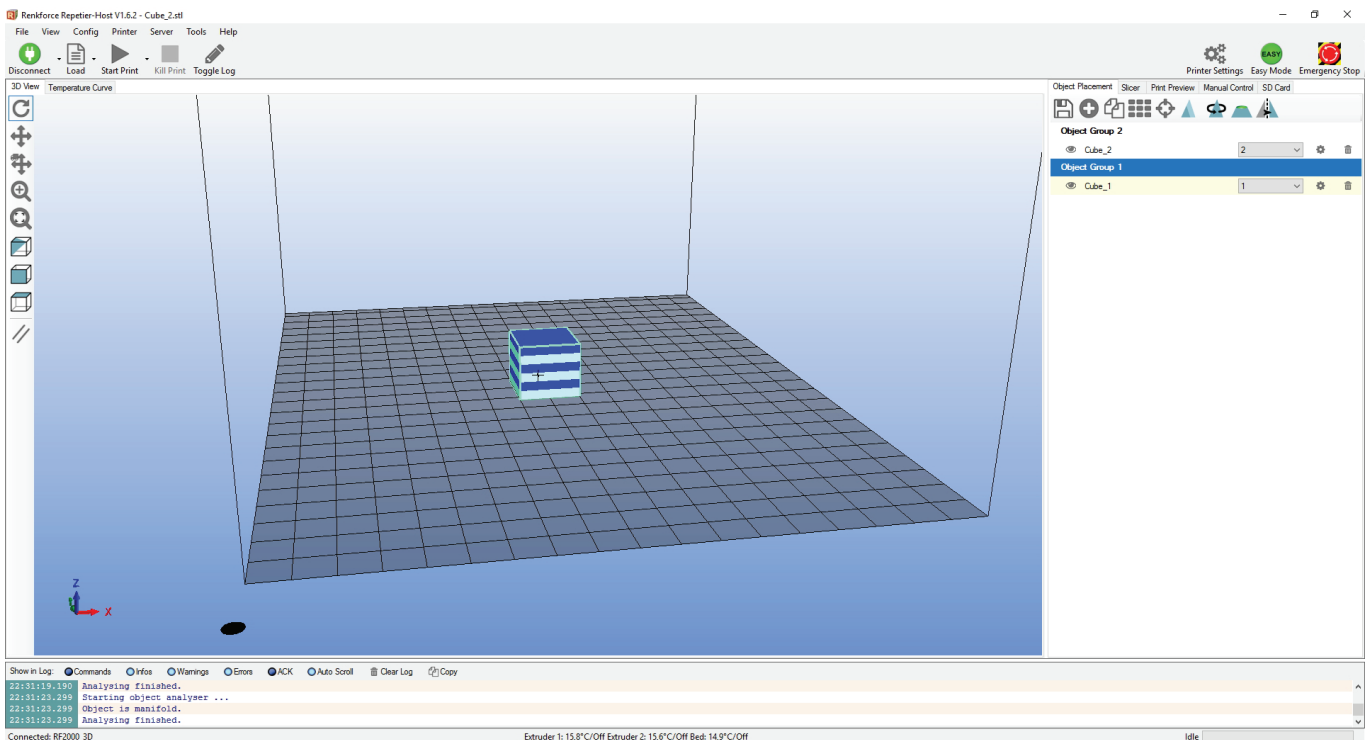 Renkforce Repetier-Host V1.6.2 - Cube_2.stl
File View Config Printer Server Tools Help
Disconnect Load Start Print Kill Print Toggle Log Printer Settings Easy Mode Emergency Stop
EASY
3D View Temperature Curve
Object Placement Slicer Print Preview Manual Control SD Card
Object Group 2
Cube_2 2
Object Group 1
Cube_1 1
Z
X
Show in Log: Commands Infos Warnings Errors ACK Auto Scroll Clear Log Copy
22:31:19.190 Analysing finished.
22:31:23.299 Starting object analyser ...
22:31:23.299 Object is manifold.
22:31:23.299 Analysing finished.
Connected: RF2000_3D Extruder 1: 15.8°C/Off Extruder 2: 15.6°C/Off Bed: 14.9°C/Off Idle